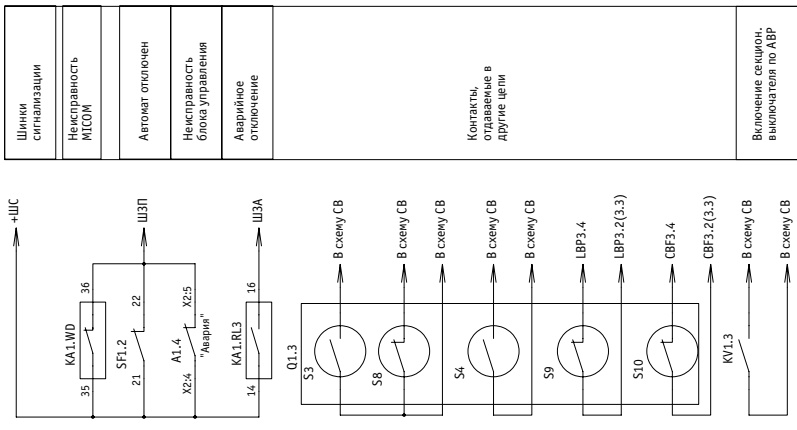 Шинки
сигнализации
Неисправность
MICOM
Автомат отключен
Неисправность
блока управления
Аварийное
отключение
Контакты,
отдаваемые в
другие цепи
Включение секцион.
выключателя по АВР
+ШС
35
KA1.WD
36
21
SF1.2
22
ШЗП
X2:4
A1.4
"Авария"
X2:5
14
KA1.RL3
16
ШЗА
Q1.3
S3
В схему СВ
S8
В схему СВ
В схему СВ
S4
В схему СВ
В схему СВ
S9
LBP3.4
LBP3.2(3.3)
S10
CBF3.4
CBF3.2(3.3)
KV1.3
В схему СВ
В схему СВ